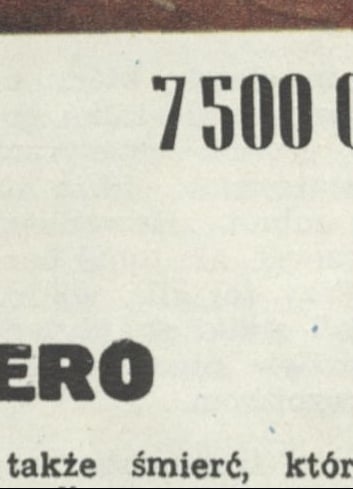 7 500
ERO
także śmierć, któr